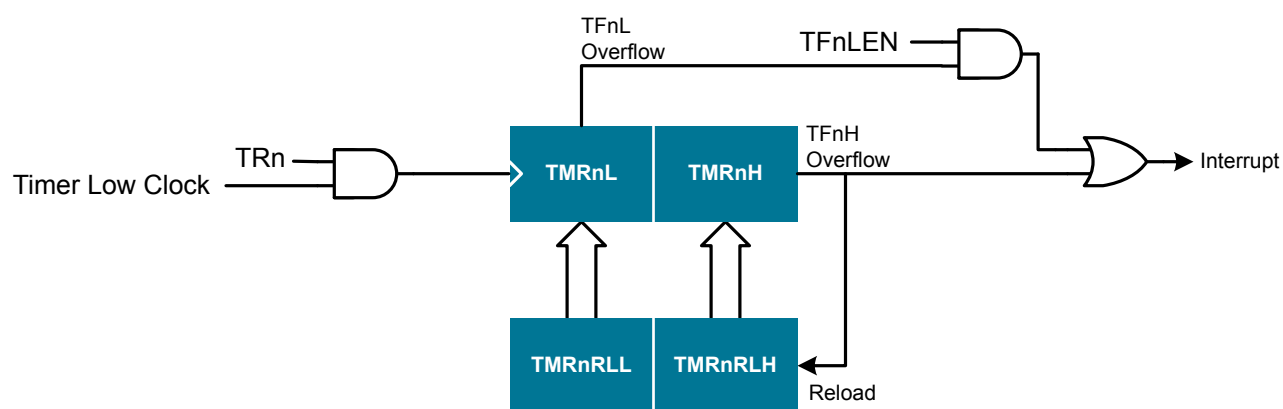 TFnL
Overflow
TFnLEN
TRn
Timer Low Clock
TMRnL
TMRnH
TFnH
Overflow
Interrupt
TMRnRLL
TMRnRLH
Reload